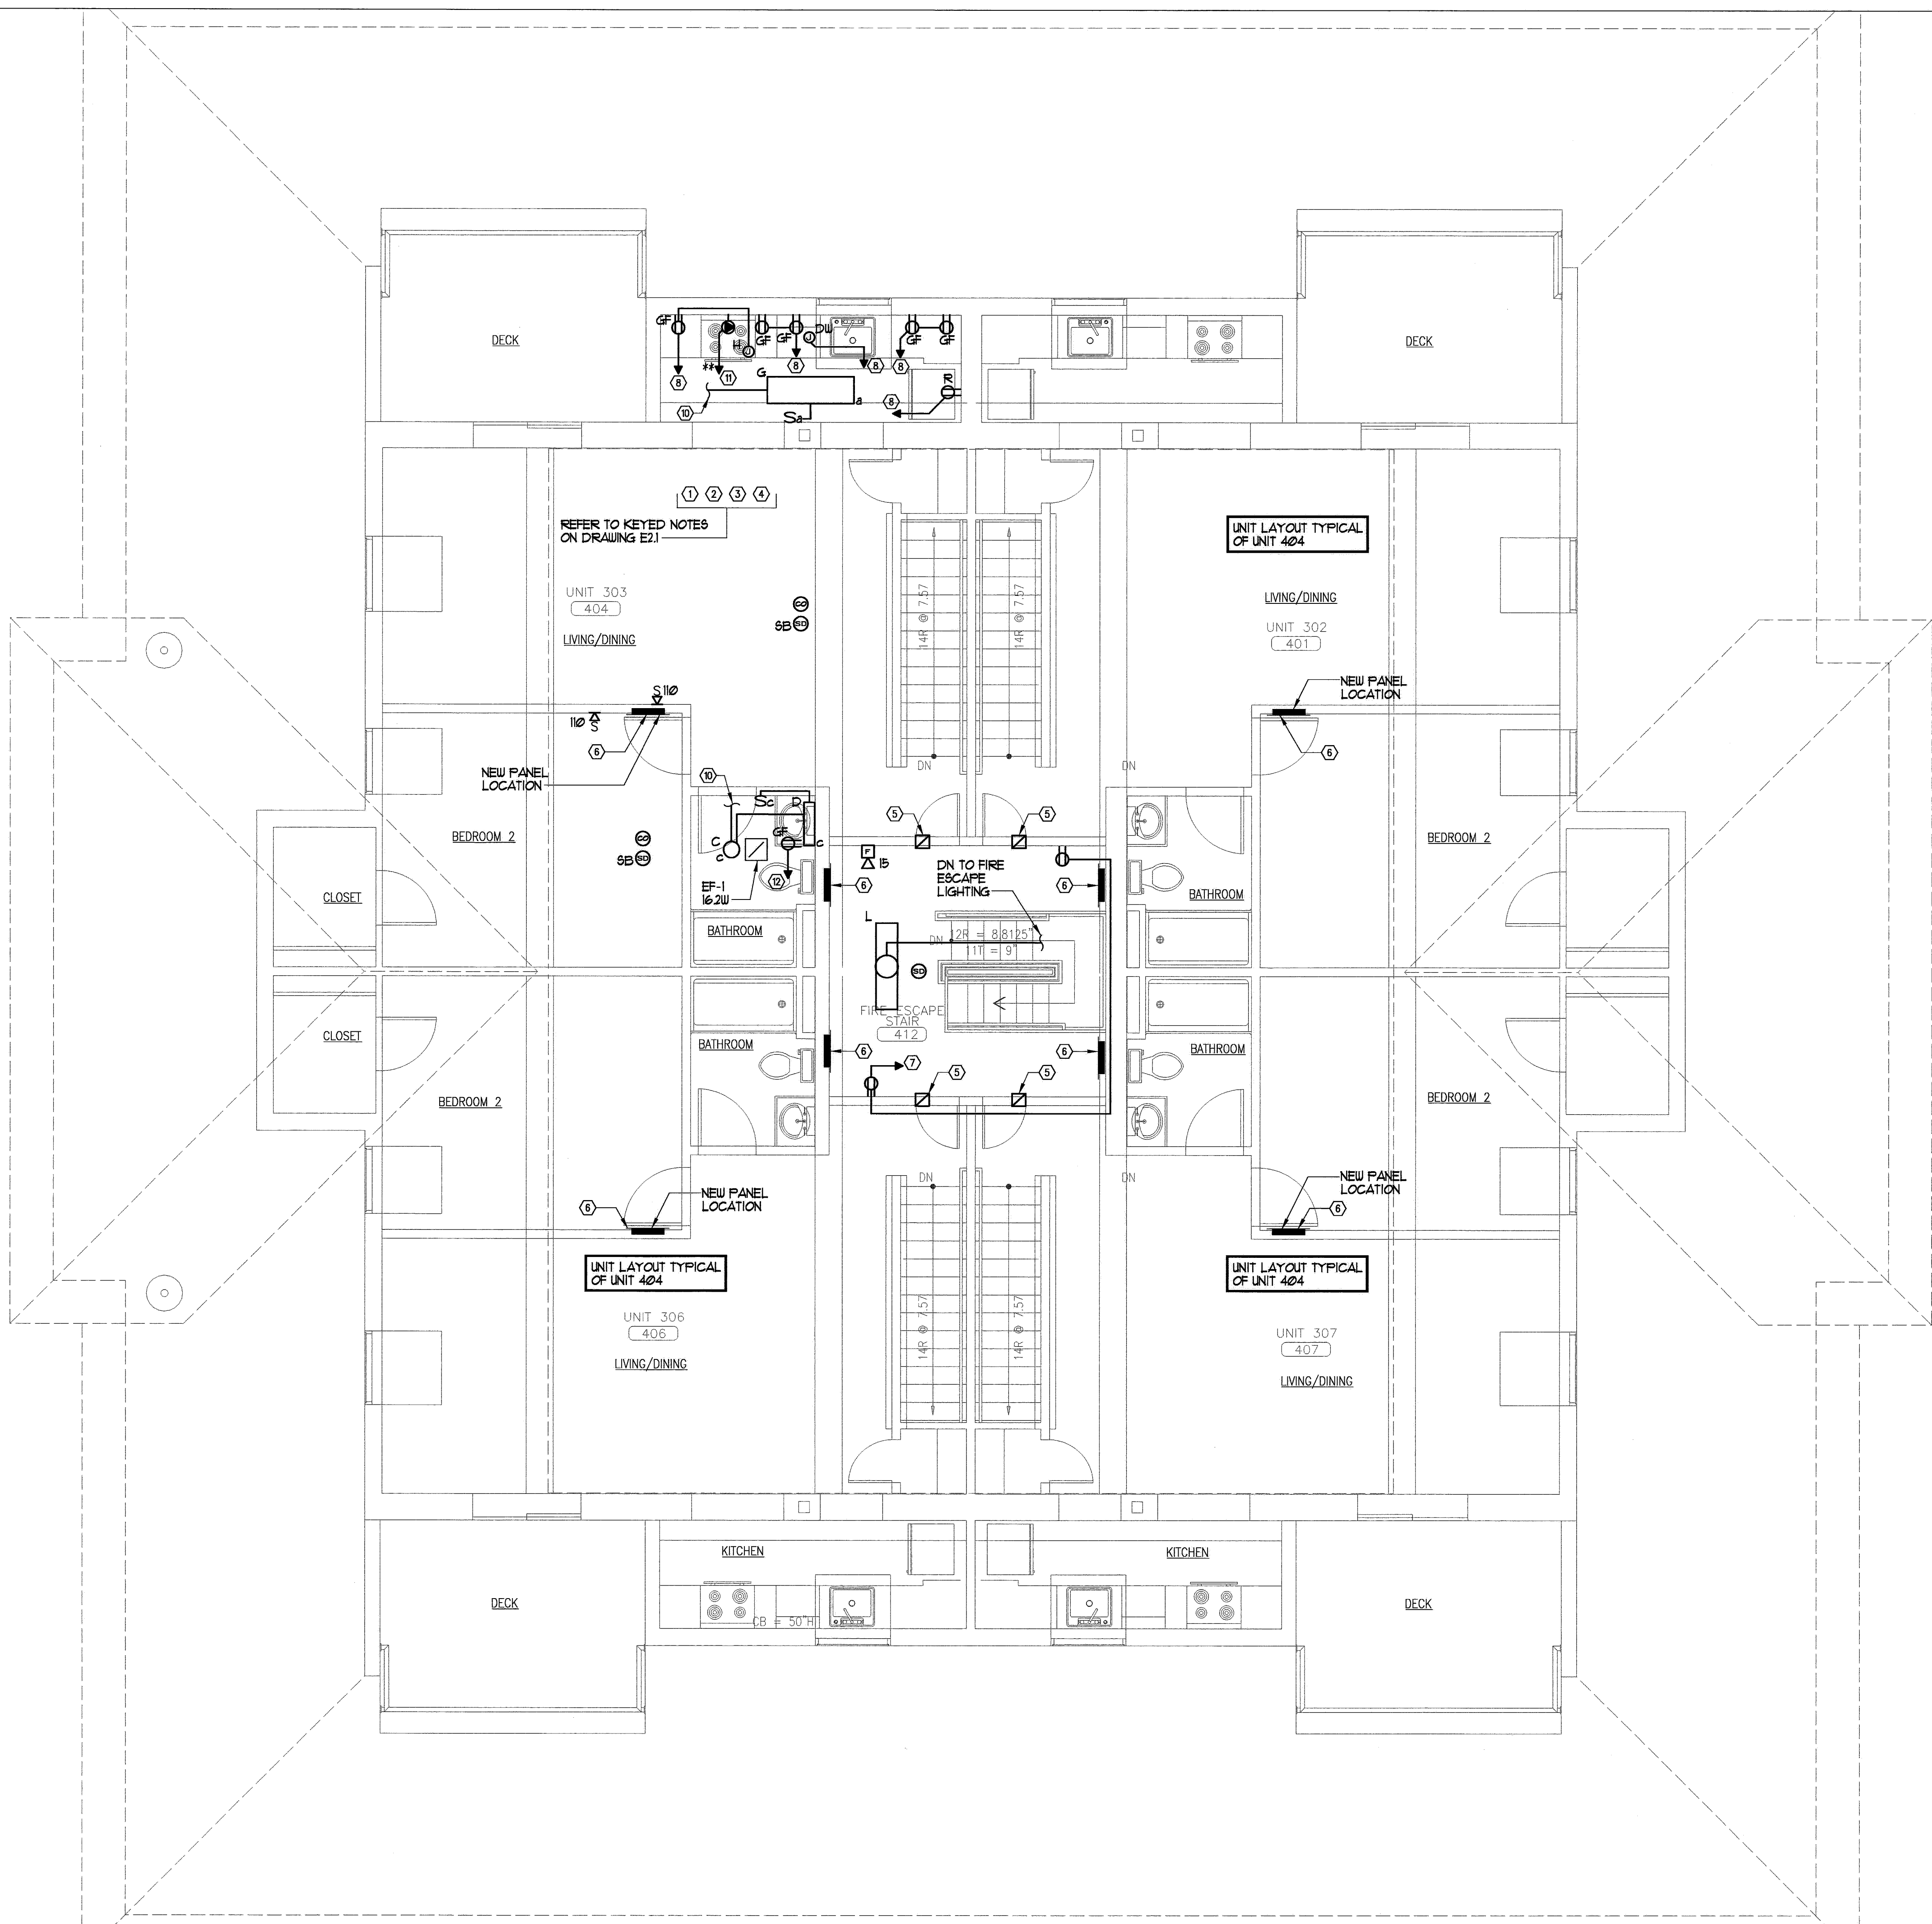 DECK
GF
GF
GF
DW
GF
GF
H
J
J
8
**
11
8
8
8
G
R
10
a
8
Sa
DECK
1 2 3 4
REFER TO KEYED NOTES
ON DRAWING E2.1
UNIT LAYOUT TYPICAL
OF UNIT 404
UNIT 303
404
LIVING/DINING
CO
SB SD
14R @ 7.57
14R @ 7.57
LIVING/DINING
UNIT 302
401
S 110
110 S
6
NEW PANEL
LOCATION
NEW PANEL
LOCATION
6
DN
DN
10
Sc
D
5
5
BEDROOM 2
CO
SB SD
C
c
GF
c
F
15
DN TO FIRE
ESCAPE
LIGHTING
BEDROOM 2
EF-1
16.2W
12
6
6
CLOSET
BATHROOM
BATHROOM
L
DN
12R = 8.8125"
11T = 9"
SD
FIRE ESCAPE
STAIR
412
CLOSET
BATHROOM
6
7
6
BATHROOM
5
5
BEDROOM 2
BEDROOM 2
DN
DN
6
NEW PANEL
LOCATION
NEW PANEL
LOCATION
6
UNIT LAYOUT TYPICAL
OF UNIT 404
UNIT LAYOUT TYPICAL
OF UNIT 404
UNIT 306
406
LIVING/DINING
14R @ 7.57
14R @ 7.57
UNIT 307
407
LIVING/DINING
KITCHEN
KITCHEN
DECK
CB = 50"H
DECK